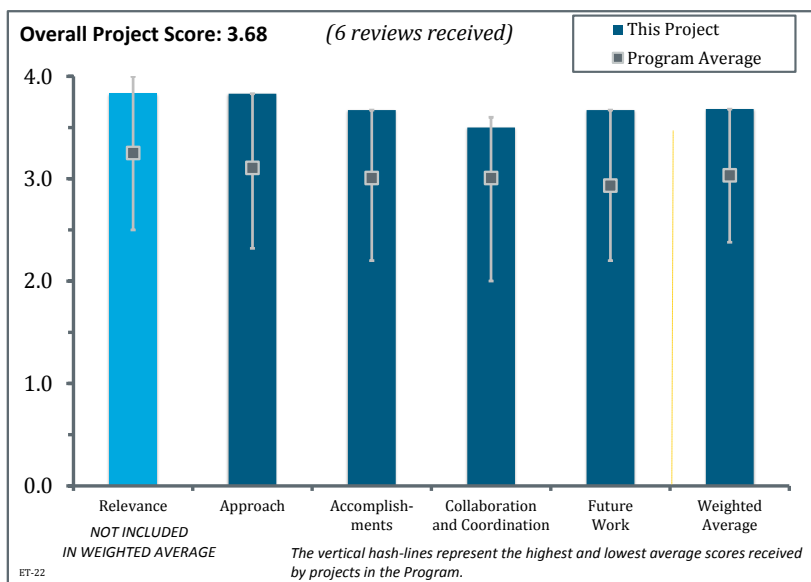 Overall Project Score: 3.68 (6 reviews received)
This Project
Program Average
4.0
3.0
2.0
1.0
0.0
Relevance
Approach
Accomplish-
ments
Collaboration
and Coordination
Future
Work
Weighted
Average
NOT INCLUDED
IN WEIGHTED AVERAGE
The vertical hash-lines represent the highest and lowest average scores received
by projects in the Program.
ET-22